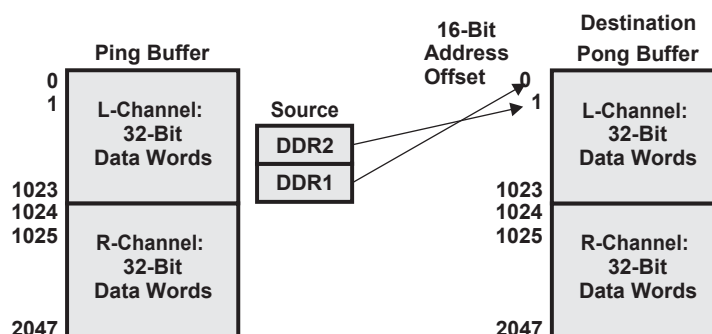 Ping Buffer
0
1
L-Channel:
32-Bit
Data Words
1023
1024
1025
R-Channel:
32-Bit
Data Words
2047
Source
DDR2
DDR1
16-Bit
Address
Offset
Destination
Pong Buffer
0
1
L-Channel:
32-Bit
Data Words
1023
1024
1025
R-Channel:
32-Bit
Data Words
2047